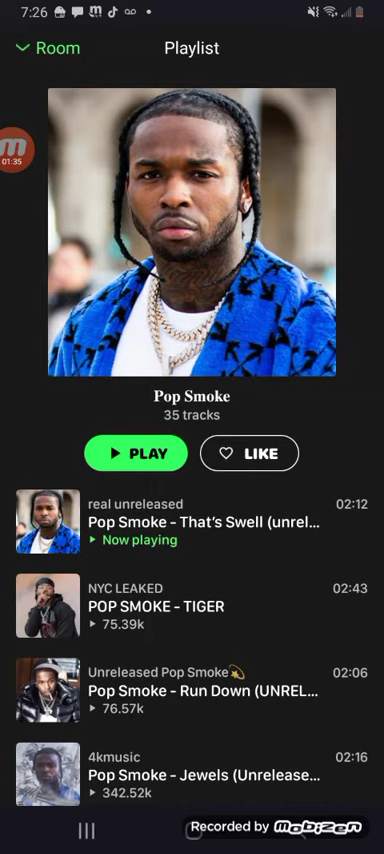 7:26
Room
Playlist
01:35
Pop Smoke
35 tracks
PLAY
LIKE
real unreleased
02:12
Pop Smoke - That's Swell (unrel...
Now playing
NYC LEAKED
02:43
POP SMOKE - TIGER
75.39k
Unreleased Pop Smoke💫
02:06
Pop Smoke - Run Down (UNREL...
76.57k
4kmusic
02:16
Pop Smoke - Jewels (Unrelease...
342.52k
Recorded by mobizen